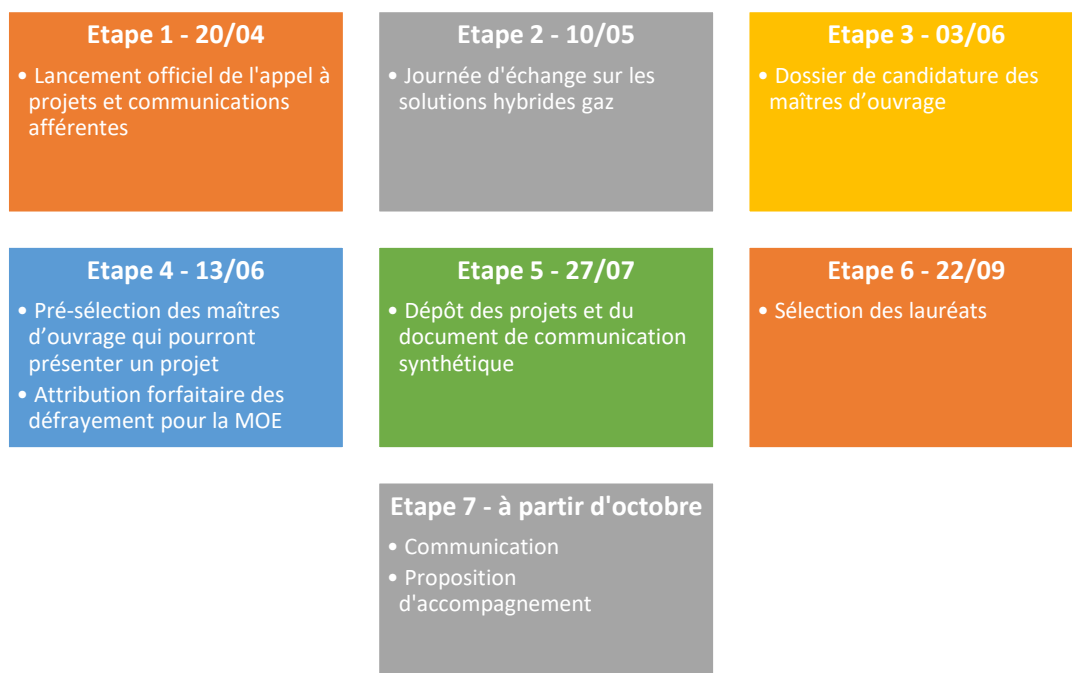 Etape 1 - 20/04
• Lancement officiel de l'appel à
projets et communications
afférentes
Etape 2 - 10/05
• Journée d'échange sur les
solutions hybrides gaz
Etape 3 - 03/06
• Dossier de candidature des
maîtres d’ouvrage
Etape 4 - 13/06
• Pré-sélection des maîtres
d’ouvrage qui pourront
présenter un projet
• Attribution forfaitaire des
défrayement pour la MOE
Etape 5 - 27/07
• Dépôt des projets et du
document de communication
synthétique
Etape 6 - 22/09
• Sélection des lauréats
Etape 7 - à partir d'octobre
• Communication
• Proposition
d'accompagnement